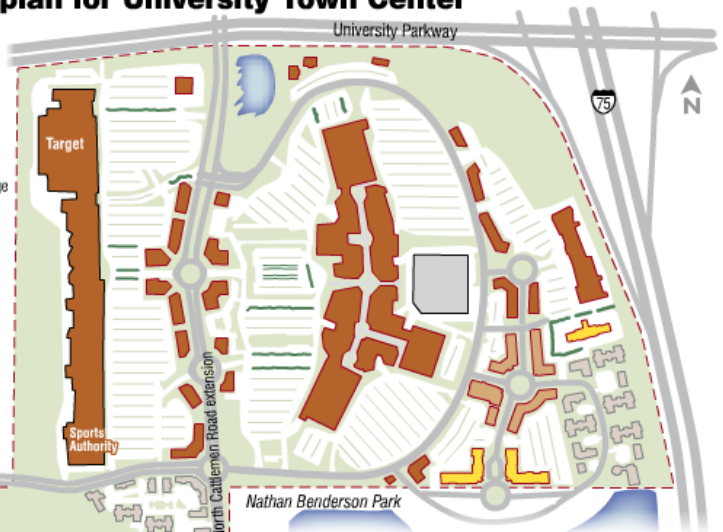 plan for University Town Center
University Parkway
75
N
Target
Sports
Authority
North Cattlemen Road extension
Nathan Benderson Park